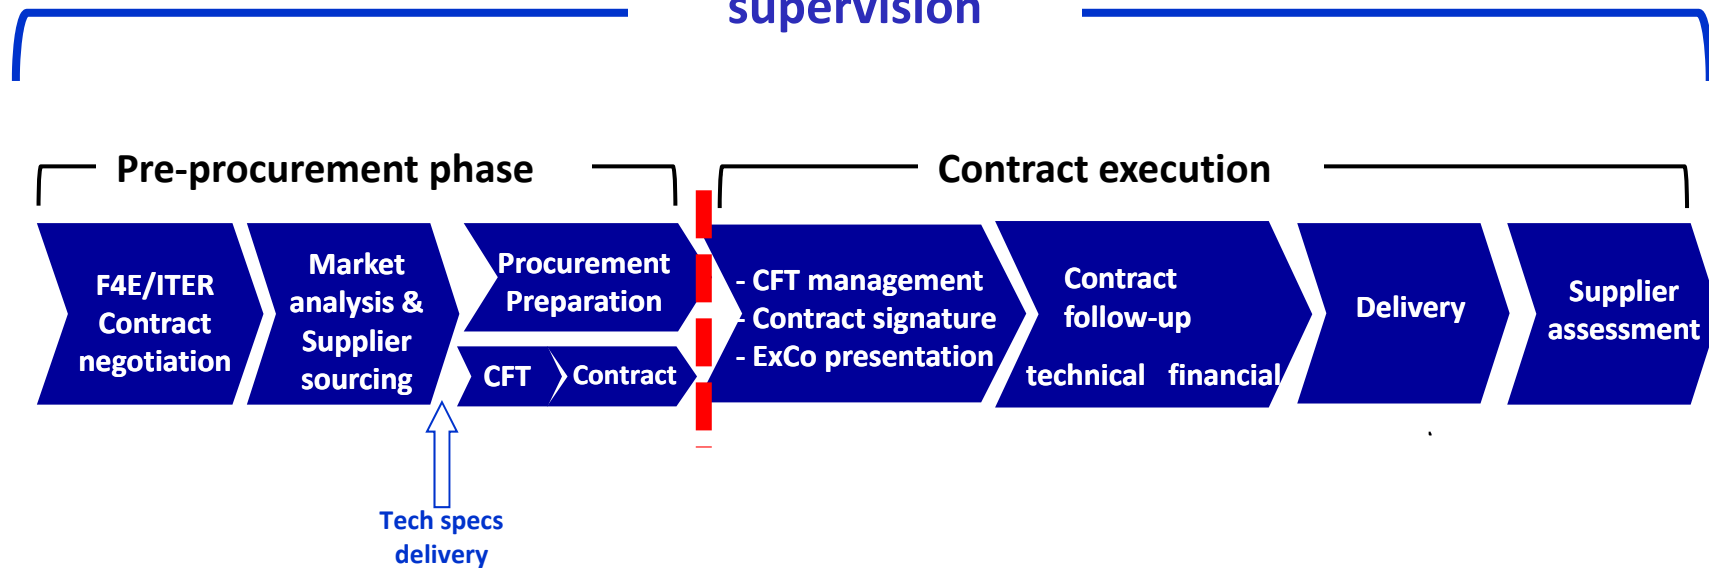 supervision
Pre-procurement phase
Contract execution
F4E/ITER
Contract
negotiation
Market
analysis &
Supplier
sourcing
Procurement
Preparation
CFT
Contract
- CFT management
- Contract signature
- ExCo presentation
Contract
follow-up
technical financial
Delivery
Supplier
assessment
Tech specs
delivery